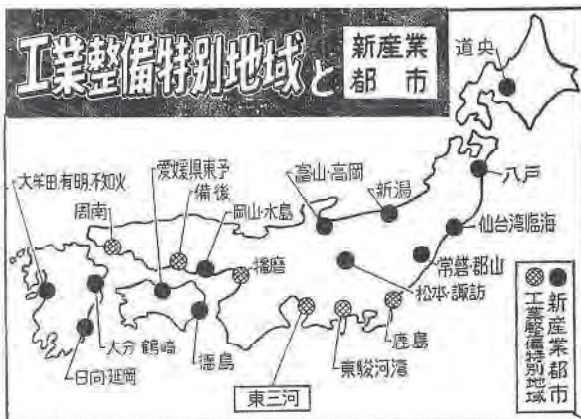 工業整備特別地域と
新産業
都市
道央
八戸
仙台湾臨海
常磐・郡山
新潟
富山・高岡
松本・諏訪
鹿島
東駿河湾
東三河
播磨
岡山・水島
備後
愛媛県東予
周南
大牟田・有明・不知火
徳島
大分・鶴崎
日向・延岡
新産業都市
工業整備特別地域